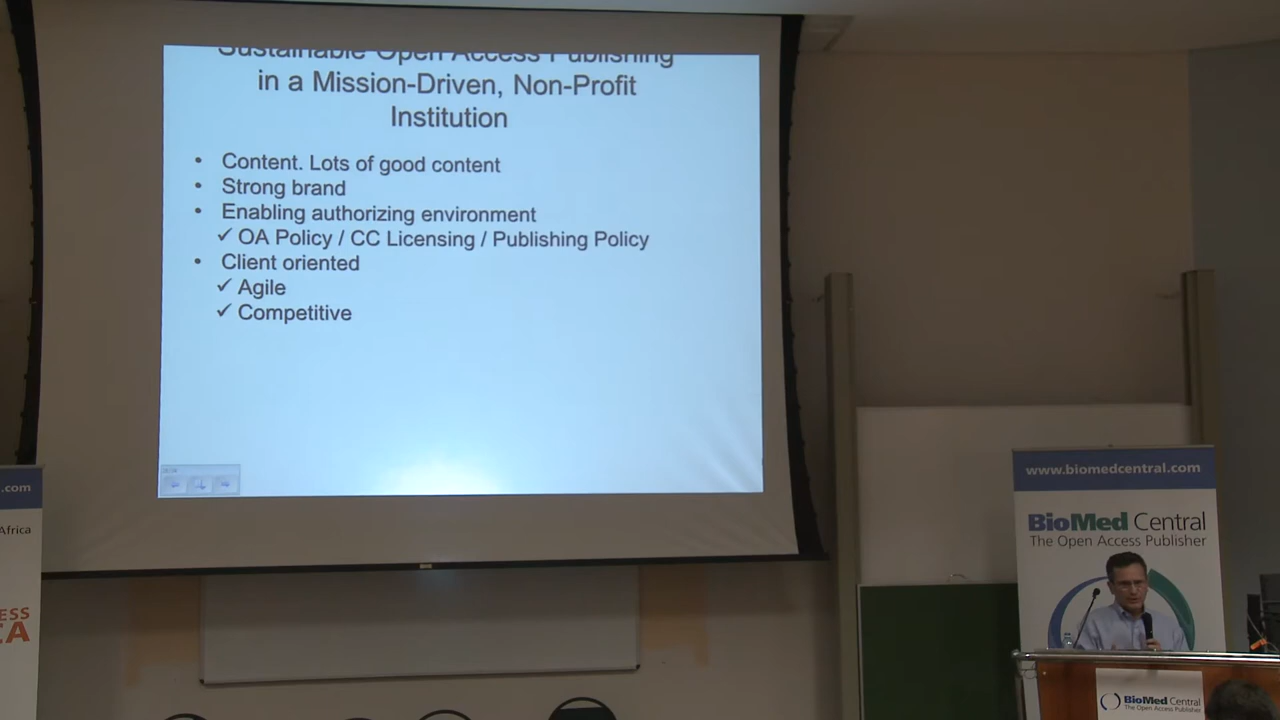 Sustainable Open Access Publishing
in a Mission-Driven, Non-Profit
Institution
• Content. Lots of good content
• Strong brand
• Enabling authorizing environment
✓ OA Policy / CC Licensing / Publishing Policy
• Client oriented
✓ Agile
✓ Competitive
.com
Africa
ESS
CA
www.biomedcentral.com
BioMed Central
The Open Access Publisher
BioMed Central
The Open Access Publisher